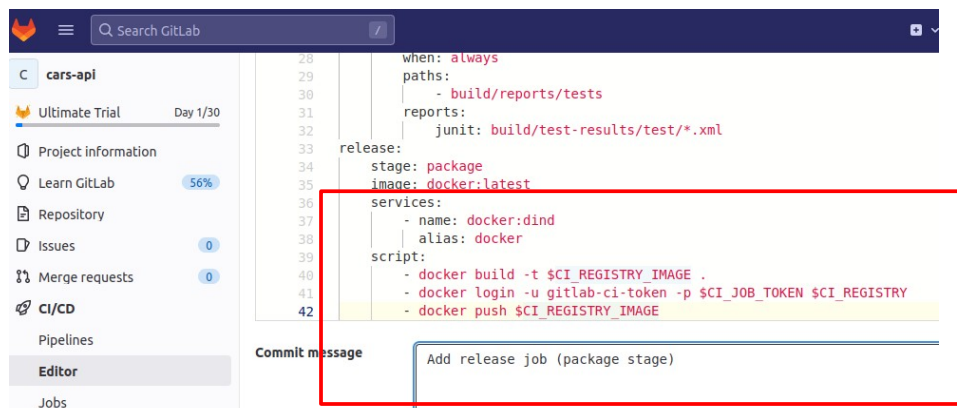 Search GitLab /
C cars-api
Ultimate Trial Day 1/30
Project information
Learn GitLab 56%
Repository
Issues 0
Merge requests 0
CI/CD
Pipelines
Editor
Jobs
28 when: always
29 paths:
30 - build/reports/tests
31 reports:
32 junit: build/test-results/test/*.xml
33 release:
34 stage: package
35 image: docker:latest
36 services:
37 - name: docker:dind
38 alias: docker
39 script:
40 - docker build -t $CI_REGISTRY_IMAGE .
41 - docker login -u gitlab-ci-token -p $CI_JOB_TOKEN $CI_REGISTRY
42 - docker push $CI_REGISTRY_IMAGE
Commit message
Add release job (package stage)